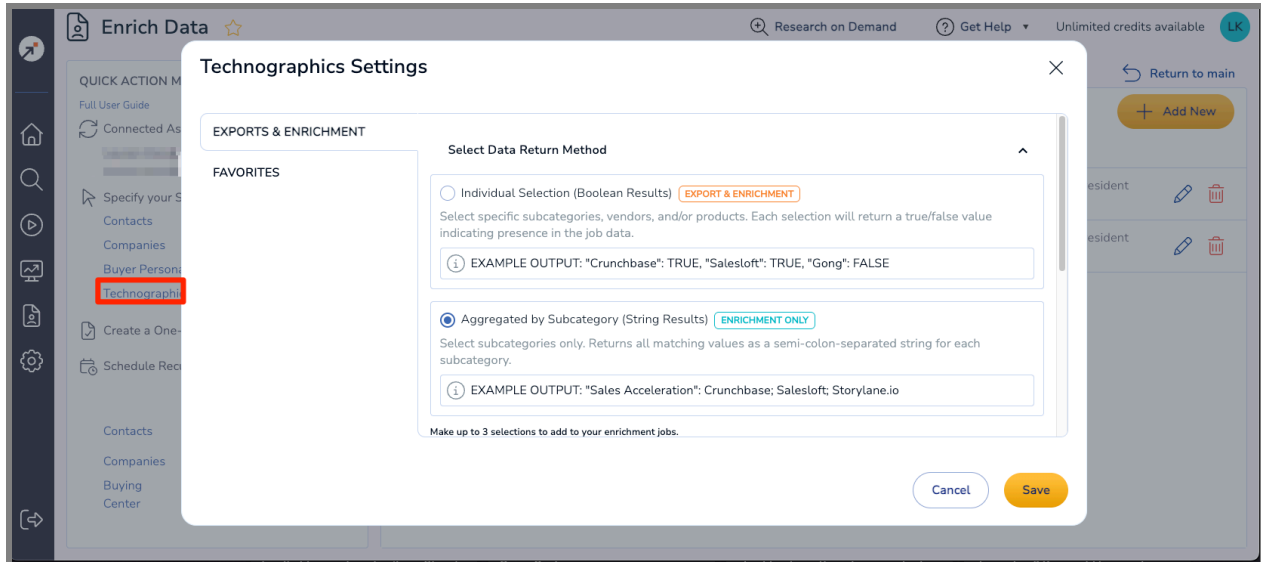 Enrich Data
Research on Demand
Get Help
Unlimited credits available
LK
QUICK ACTION M
Full User Guide
Connected As
Specify your S
Contacts
Companies
Buyer Persona
Technographic
Create a One-
Schedule Recu
Contacts
Companies
Buying
Center
Return to main
Add New
esident
esident
Technographics Settings
EXPORTS & ENRICHMENT
FAVORITES
Select Data Return Method
Individual Selection (Boolean Results) EXPORT & ENRICHMENT
Select specific subcategories, vendors, and/or products. Each selection will return a true/false value
indicating presence in the job data.
EXAMPLE OUTPUT: "Crunchbase": TRUE, "Salesloft": TRUE, "Gong": FALSE
Aggregated by Subcategory (String Results) ENRICHMENT ONLY
Select subcategories only. Returns all matching values as a semi-colon-separated string for each
subcategory.
EXAMPLE OUTPUT: "Sales Acceleration": Crunchbase; Salesloft; Storylane.io
Make up to 3 selections to add to your enrichment jobs.
Cancel
Save